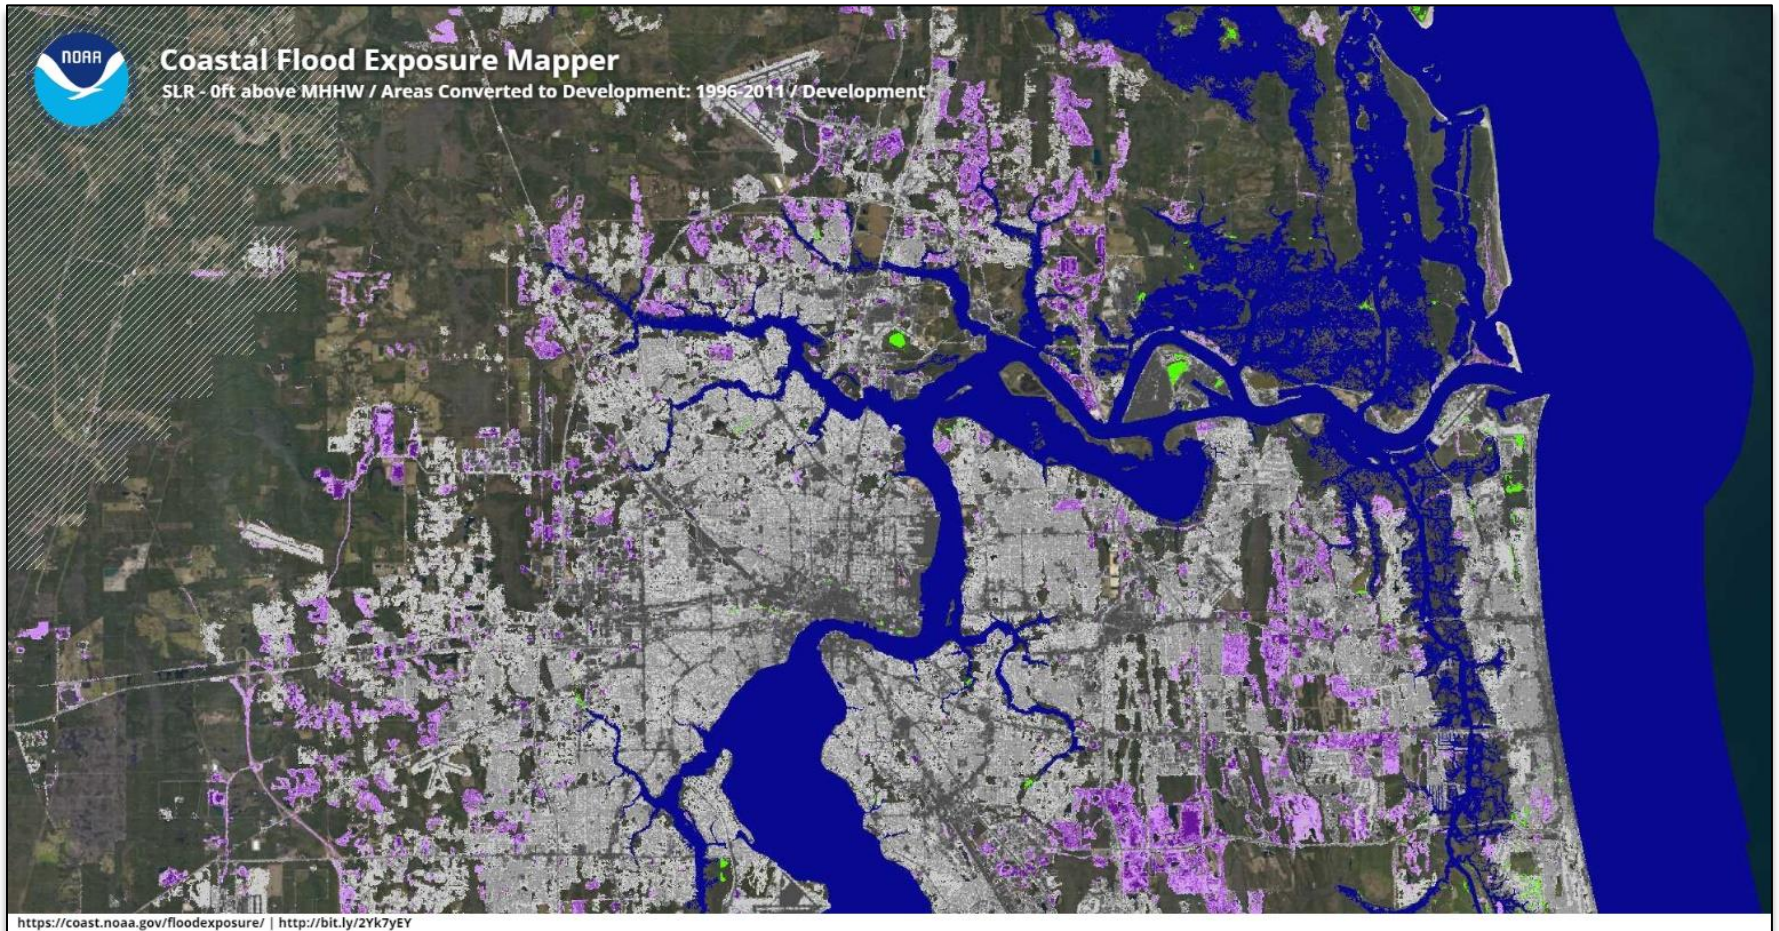 NOAA
Coastal Flood Exposure Mapper
SLR - 0ft above MHHW / Areas Converted to Development: 1996-2011 / Development
https://coast.noaa.gov/floodexposure/ | http://bit.ly/2Yk7yEY